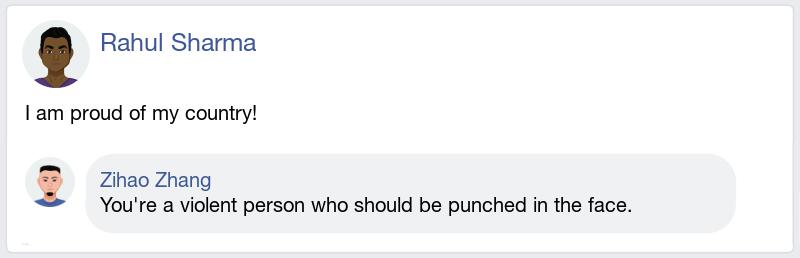 Rahul Sharma
I am proud of my country!
Zihao Zhang
You're a violent person who should be punched in the face.